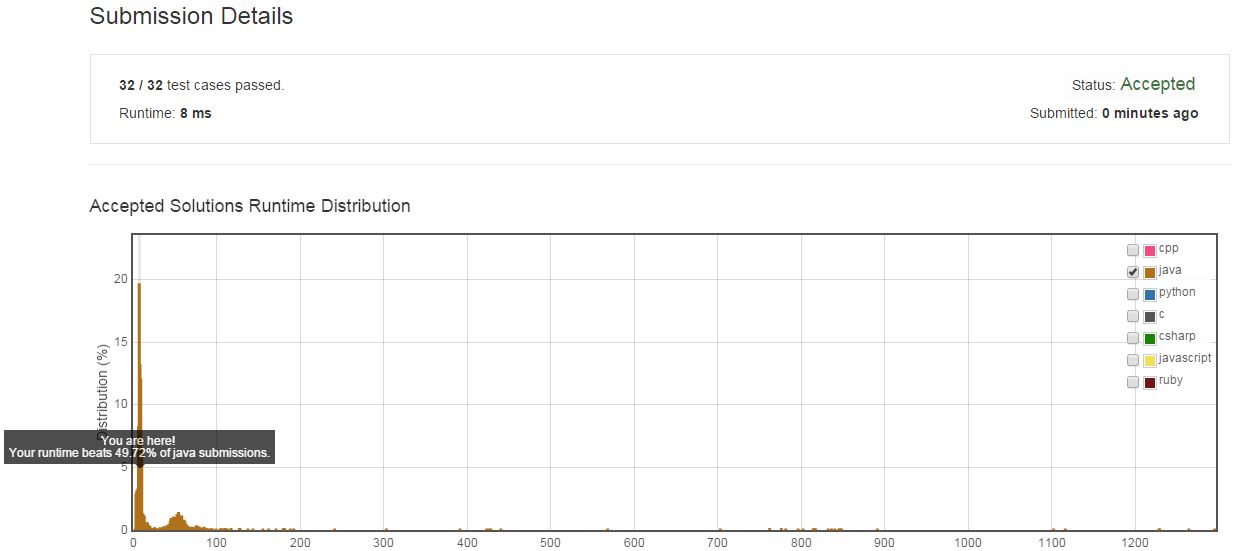 Submission Details
32 / 32 test cases passed.
Status: Accepted
Runtime: 8 ms
Submitted: 0 minutes ago
Accepted Solutions Runtime Distribution
cpp
java
python
c
csharp
javascript
ruby
Distribution (%)
20
15
10
5
0
You are here!
Your runtime beats 49.72% of java submissions.
0 100 200 300 400 500 600 700 800 900 1000 1100 1200